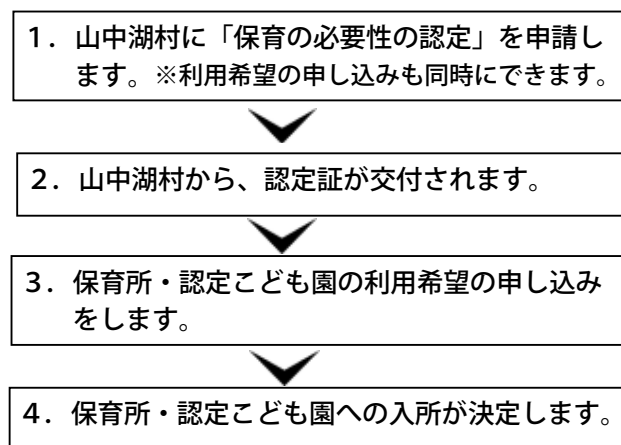 １．山中湖村に「保育の必要性の認定」を申請し
ます。※利用希望の申し込みも同時にできます。
２．山中湖村から、認定証が交付されます。
３．保育所・認定こども園の利用希望の申し込み
をします。
４．保育所・認定こども園への入所が決定します。